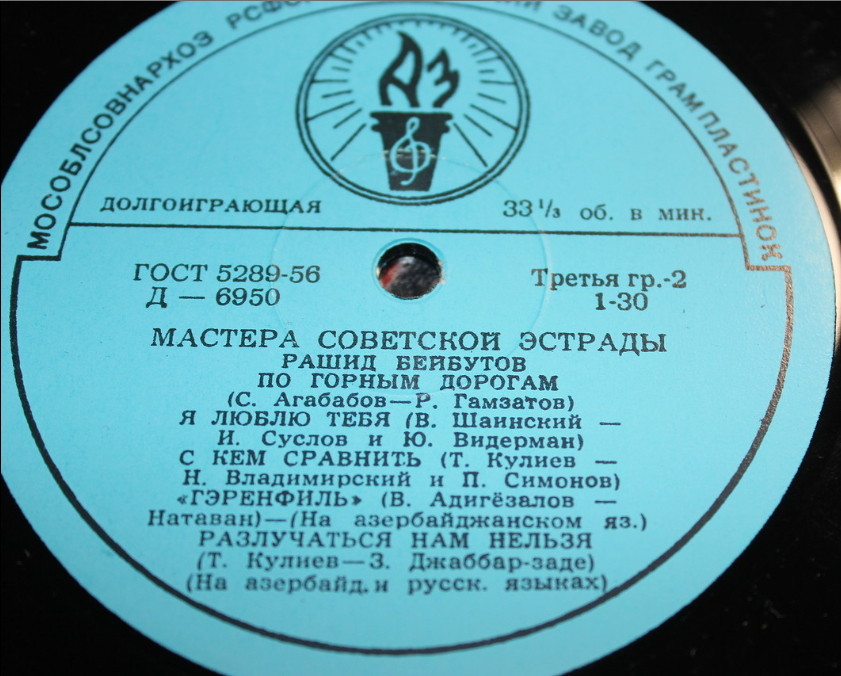 МОСОБЛСОВНАРХОЗ ЗАВОД ГРАМПЛАСТИНОК
АЗ
ДОЛГОИГРАЮЩАЯ
33 1/3 об. в мин.
ГОСТ 5289-56
Д — 6950
Третья гр.-2
1-30
МАСТЕРА СОВЕТСКОЙ ЭСТРАДЫ
РАШИД БЕЙБУТОВ
ПО ГОРНЫМ ДОРОГАМ
(С. Агабабов—Р. Гамзатов)
Я ЛЮБЛЮ ТЕБЯ (В. Шаинский —
И. Суслов и Ю. Видерман)
С КЕМ СРАВНИТЬ (Т. Кулиев —
Н. Владимирский и П. Симонов)
«ГЭРЕНФИЛЬ» (В. Адигёзалов —
Натаван)—(На азербайджанском яз.)
РАЗЛУЧАТЬСЯ НАМ НЕЛЬЗЯ
(Т. Кулиев—З. Джаббар-заде)
(На азербайд. и русск. языках)